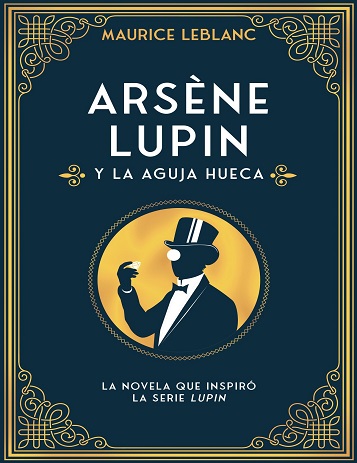 MAURICE LEBLANC
ARSÈNE
LUPIN
Y LA AGUJA HUECA
LA NOVELA QUE INSPIRÓ
LA SERIE LUPIN